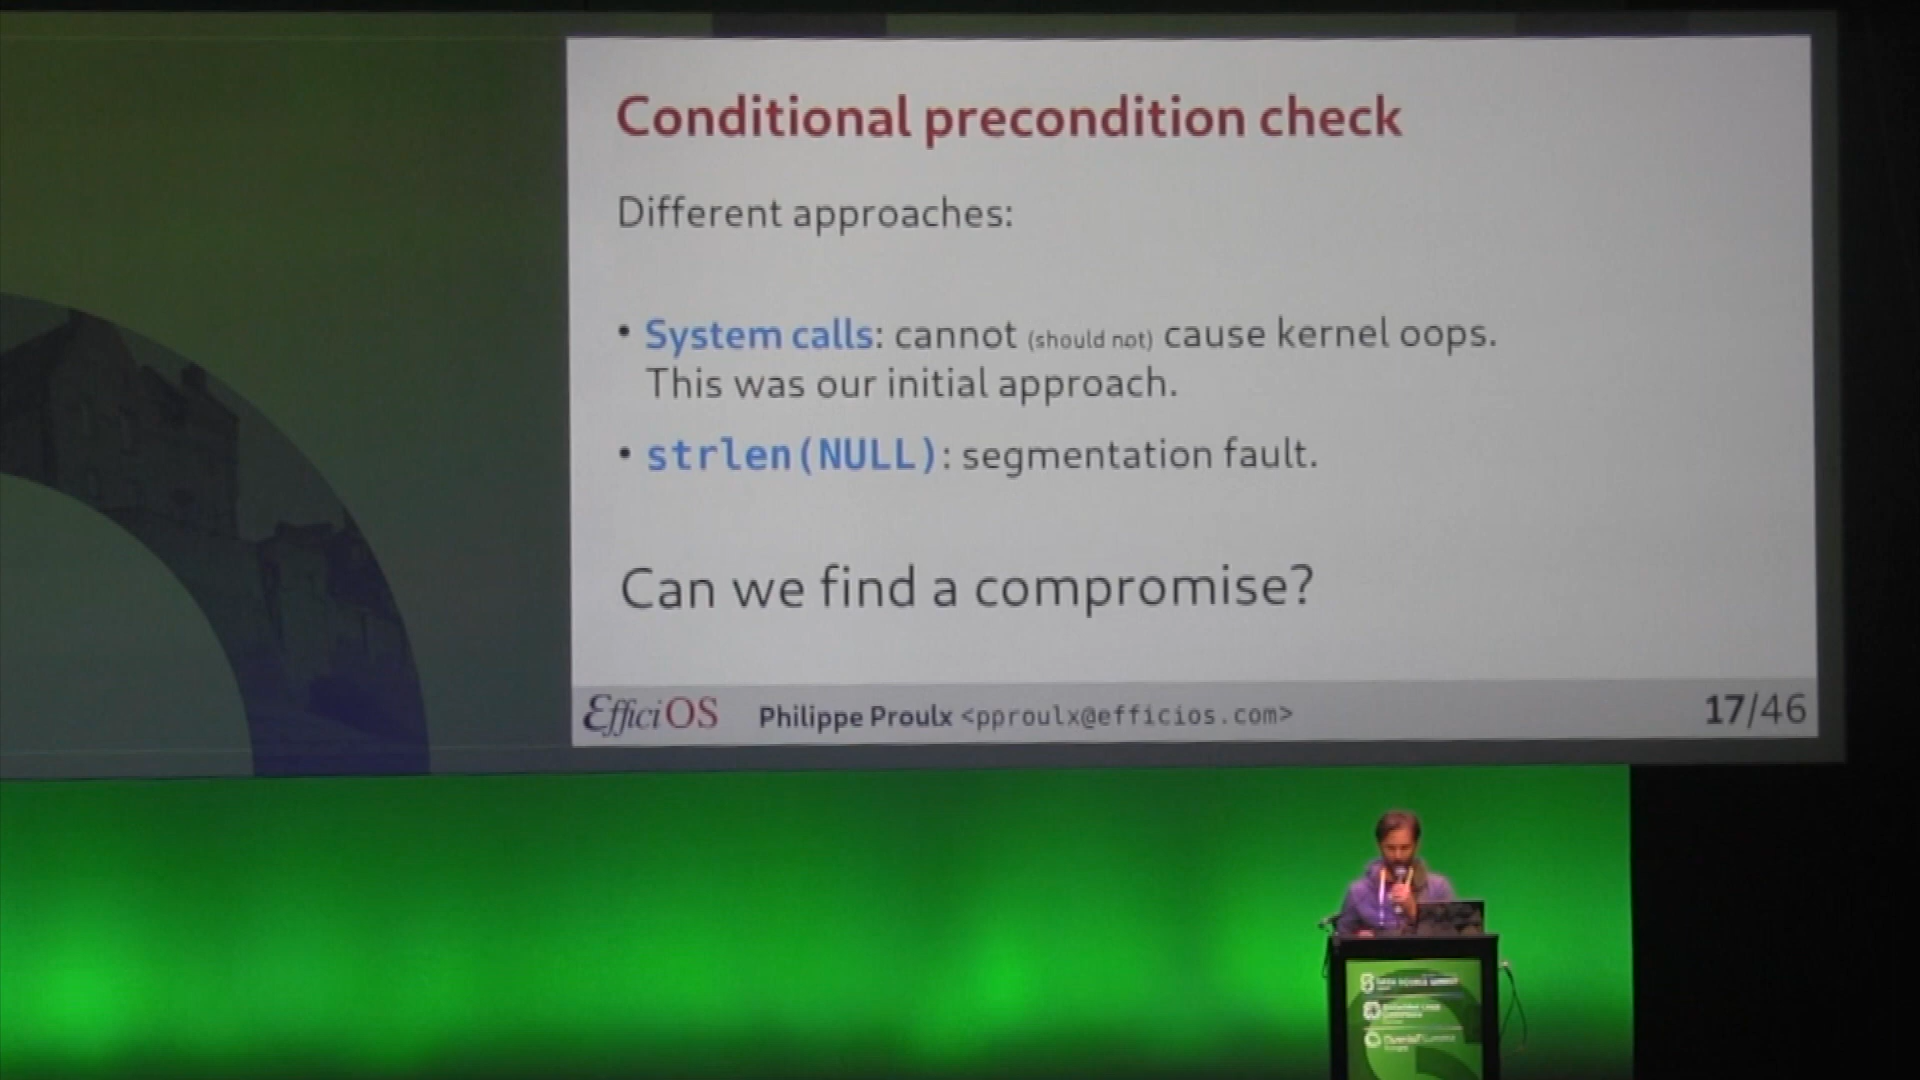 Conditional precondition check
Different approaches:
• System calls: cannot (should not) cause kernel oops.
This was our initial approach.
• strlen(NULL): segmentation fault.
Can we find a compromise?
EfficiOS Philippe Proulx <pproulx@efficios.com> 17/46